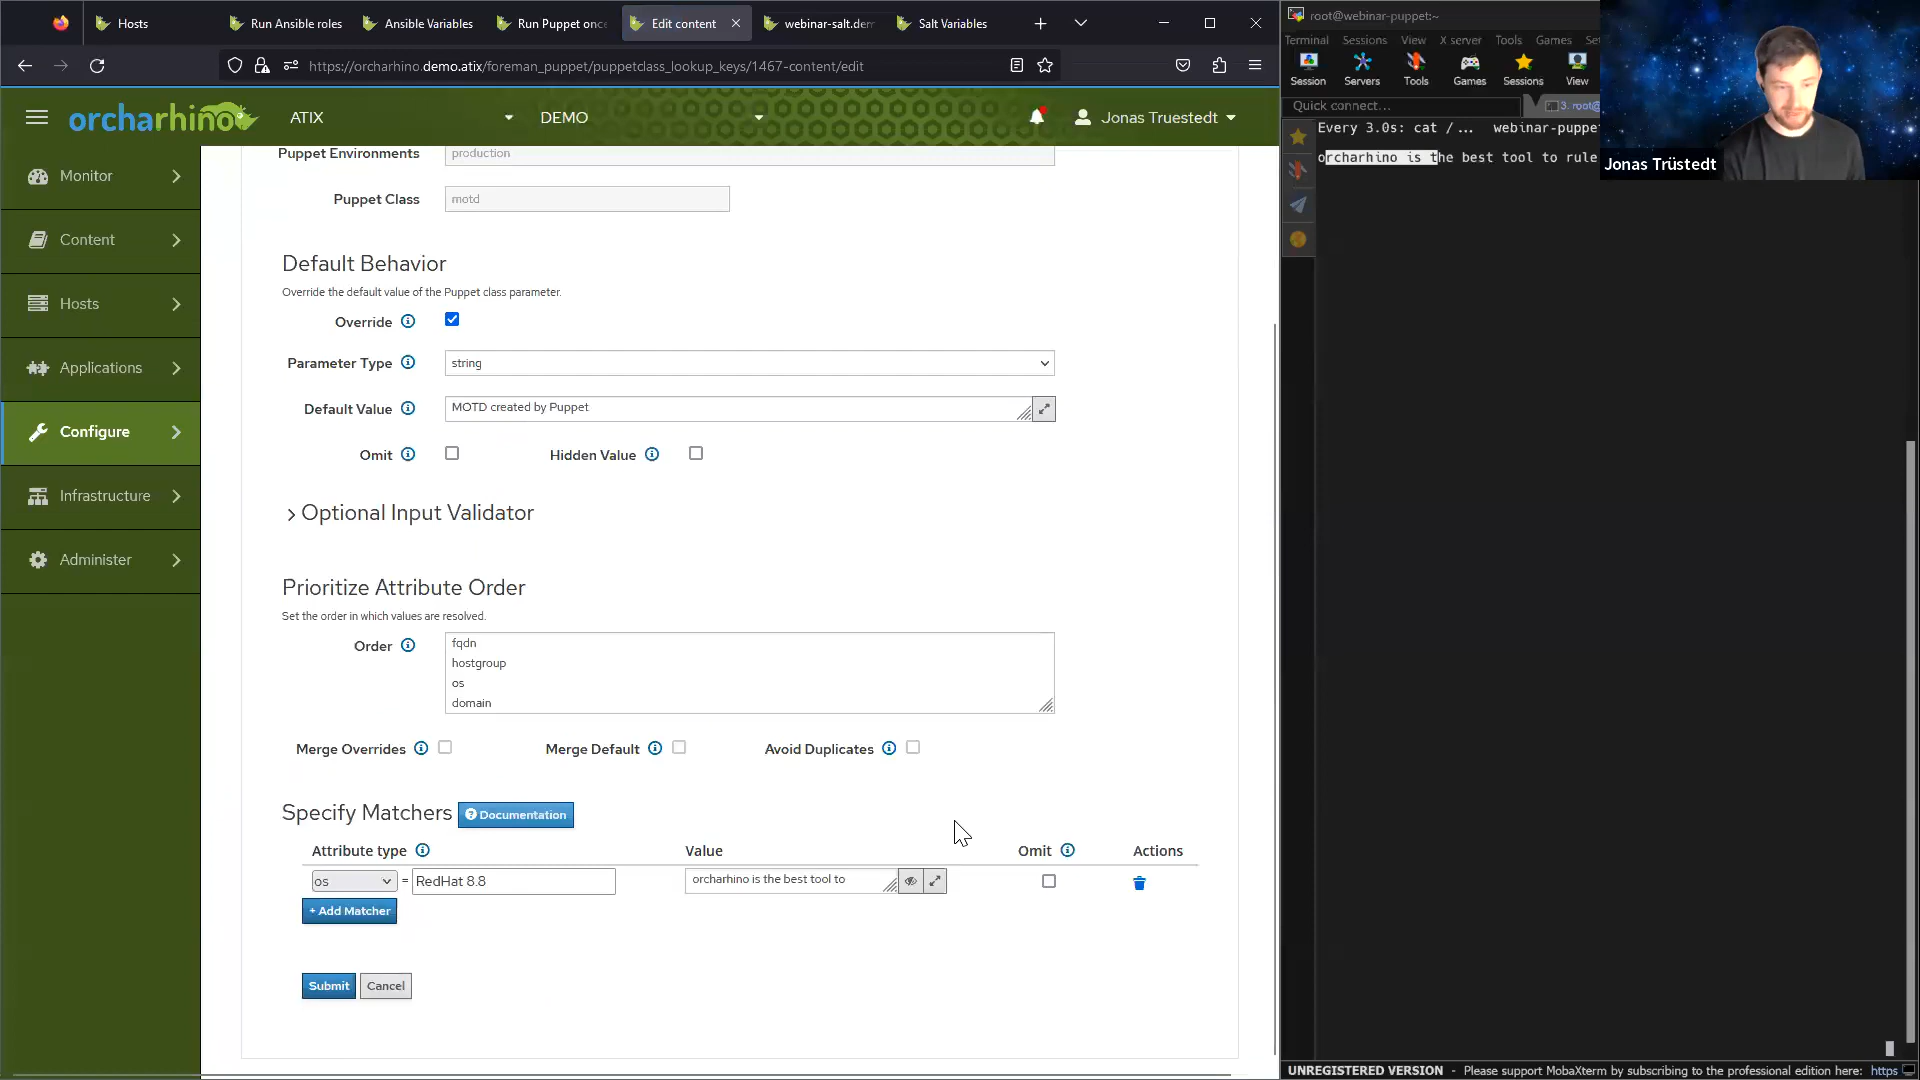 Hosts
Run Ansible roles
Ansible Variables
Run Puppet onc
Edit content
webinar-salt.dem
Salt Variables
root@webinar-puppet:~
https://orcharhino.demo.atix/foreman_puppet/puppetclass_lookup_keys/1467-content/edit
Terminal Sessions View X server Tools Games Set
Session Servers Tools Games Sessions View
Quick connect...
3. root@
orcharhino
ATIX
DEMO
Jonas Truestedt
Every 3.0s: cat /... webinar-puppet
orcharhino is the best tool to rule
Jonas Trüstedt
Monitor
Content
Hosts
Applications
Configure
Infrastructure
Administer
Puppet Environments production
Puppet Class motd
Default Behavior
Override the default value of the Puppet class parameter.
Override
Parameter Type string
Default Value MOTD created by Puppet
Omit Hidden Value
Optional Input Validator
Prioritize Attribute Order
Set the order in which values are resolved.
Order
fqdn
hostgroup
os
domain
Merge Overrides Merge Default Avoid Duplicates
Specify Matchers Documentation
Attribute type Value Omit Actions
os = RedHat 8.8 orcharhino is the best tool to
+ Add Matcher
Submit Cancel
UNREGISTERED VERSION - Please support MobaXterm by subscribing to the professional edition here: https